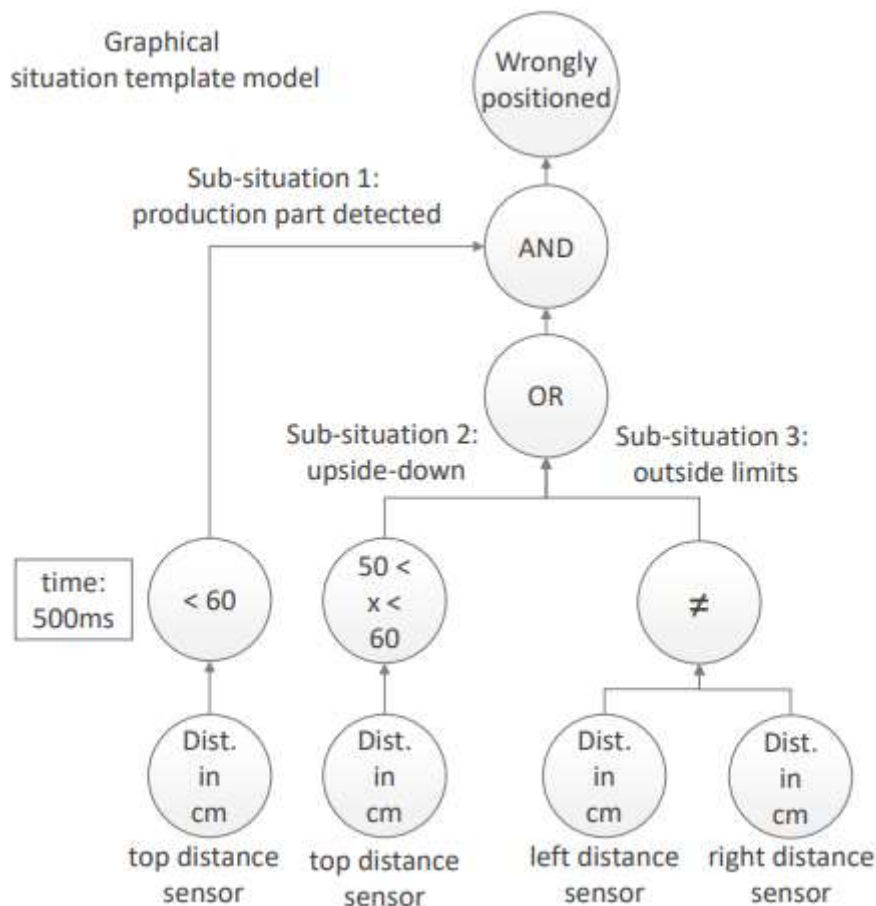 Graphical
situation template model
Wrongly
positioned
Sub-situation 1:
production part detected
AND
OR
Sub-situation 2:
upside-down
Sub-situation 3:
outside limits
time:
500ms
< 60
50 <
x <
60
≠
Dist.
in
cm
Dist.
in
cm
Dist.
in
cm
Dist.
in
cm
top distance
sensor
top distance
sensor
left distance
sensor
right distance
sensor